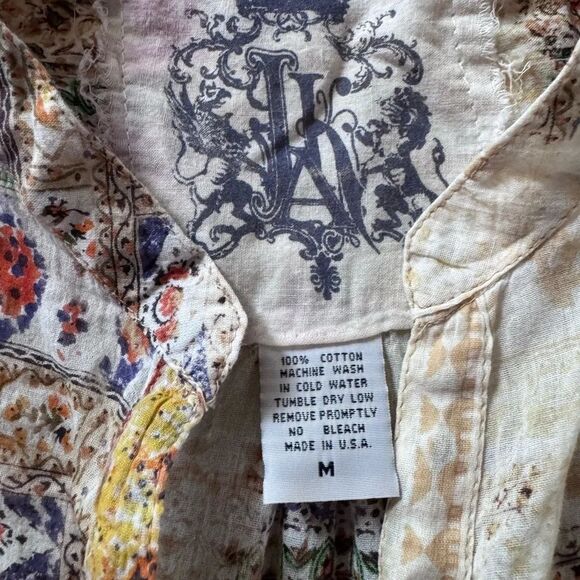 100% COTTON
MACHINE WASH
IN COLD WATER
TUMBLE DRY LOW
REMOVE PROMPTLY
NO BLEACH
MADE IN U.S.A.
M